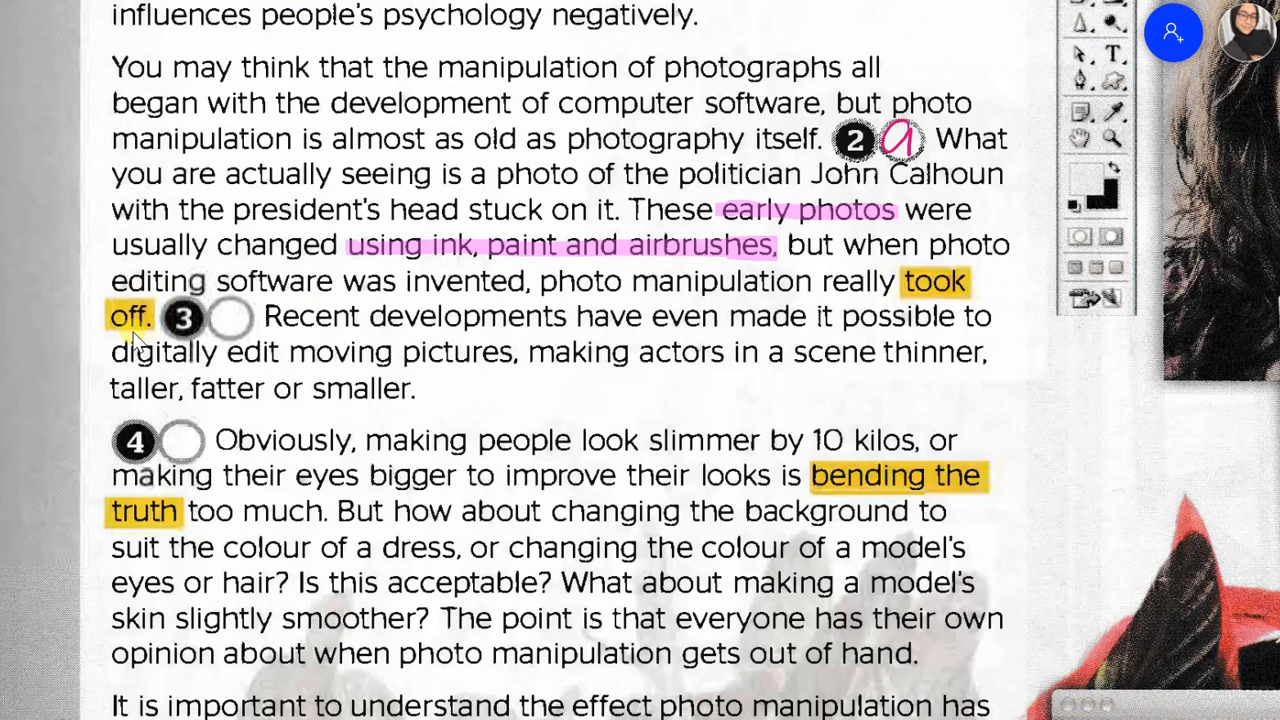 influences people's psychology negatively.
You may think that the manipulation of photographs all
began with the development of computer software, but photo
manipulation is almost as old as photography itself. 2 a What
you are actually seeing is a photo of the politician John Calhoun
with the president's head stuck on it. These early photos were
usually changed using ink, paint and airbrushes, but when photo
editing software was invented, photo manipulation really took
off. 3 Recent developments have even made it possible to
digitally edit moving pictures, making actors in a scene thinner,
taller, fatter or smaller.
4 Obviously, making people look slimmer by 10 kilos, or
making their eyes bigger to improve their looks is bending the
truth too much. But how about changing the background to
suit the colour of a dress, or changing the colour of a model's
eyes or hair? Is this acceptable? What about making a model's
skin slightly smoother? The point is that everyone has their own
opinion about when photo manipulation gets out of hand.
It is important to understand the effect photo manipulation has